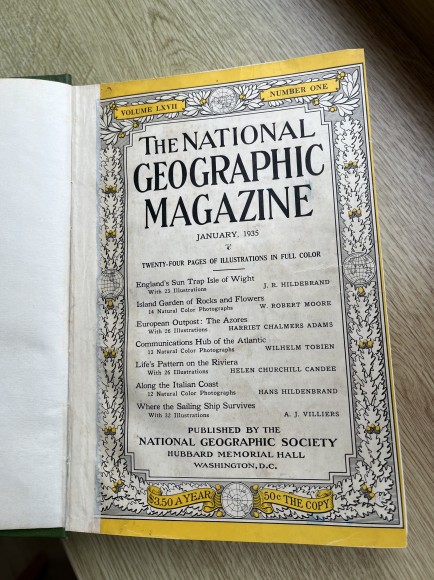 VOLUME LXVII
NUMBER ONE
THE NATIONAL
GEOGRAPHIC
MAGAZINE
JANUARY, 1935
TWENTY-FOUR PAGES OF ILLUSTRATIONS IN FULL COLOR
England's Sun Trap Isle of Wight
With 23 Illustrations J. R. HILDEBRAND
Island Garden of Rocks and Flowers
14 Natural Color Photographs W. ROBERT MOORE
European Outpost: The Azores
With 28 Illustrations HARRIET CHALMERS ADAMS
Communications Hub of the Atlantic
13 Natural Color Photographs WILHELM TOBIEN
Life's Pattern on the Riviera
With 26 Illustrations HELEN CHURCHILL CANDEE
Along the Italian Coast
12 Natural Color Photographs HANS HILDENBRAND
Where the Sailing Ship Survives
With 32 Illustrations A. J. VILLIERS
PUBLISHED BY THE
NATIONAL GEOGRAPHIC SOCIETY
HUBBARD MEMORIAL HALL
WASHINGTON, D.C.
$3.50 A YEAR 50c THE COPY